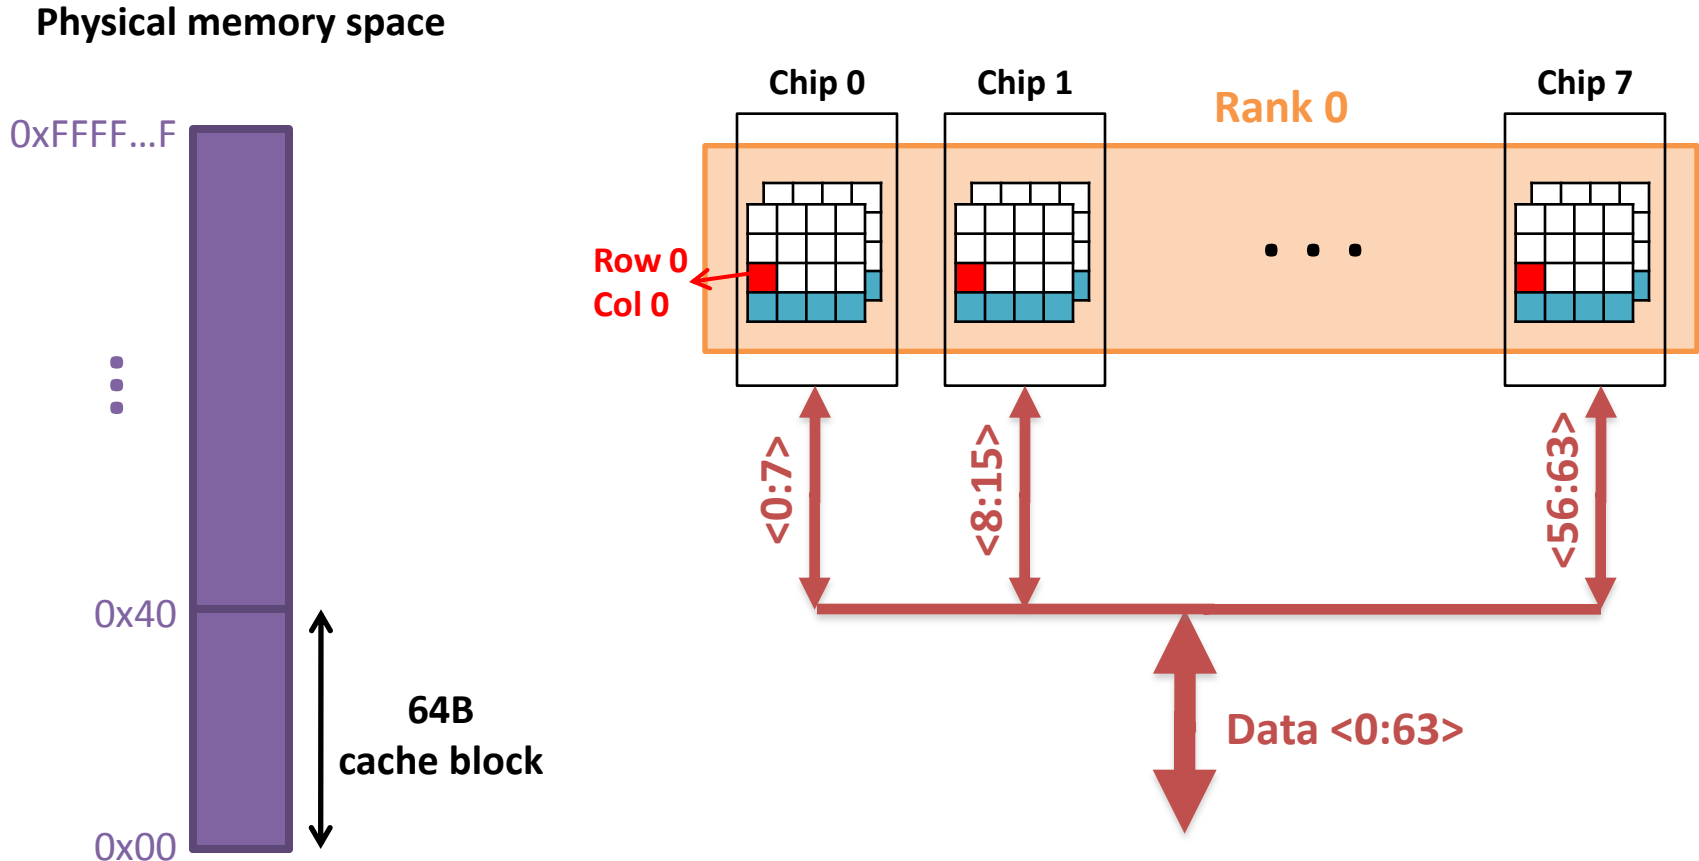 Physical memory space
0xFFFF...F
0x40
0x00
64B
cache block
Chip 0
Chip 1
Chip 7
Rank 0
Row 0
Col 0
<0:7>
<8:15>
<56:63>
Data <0:63>